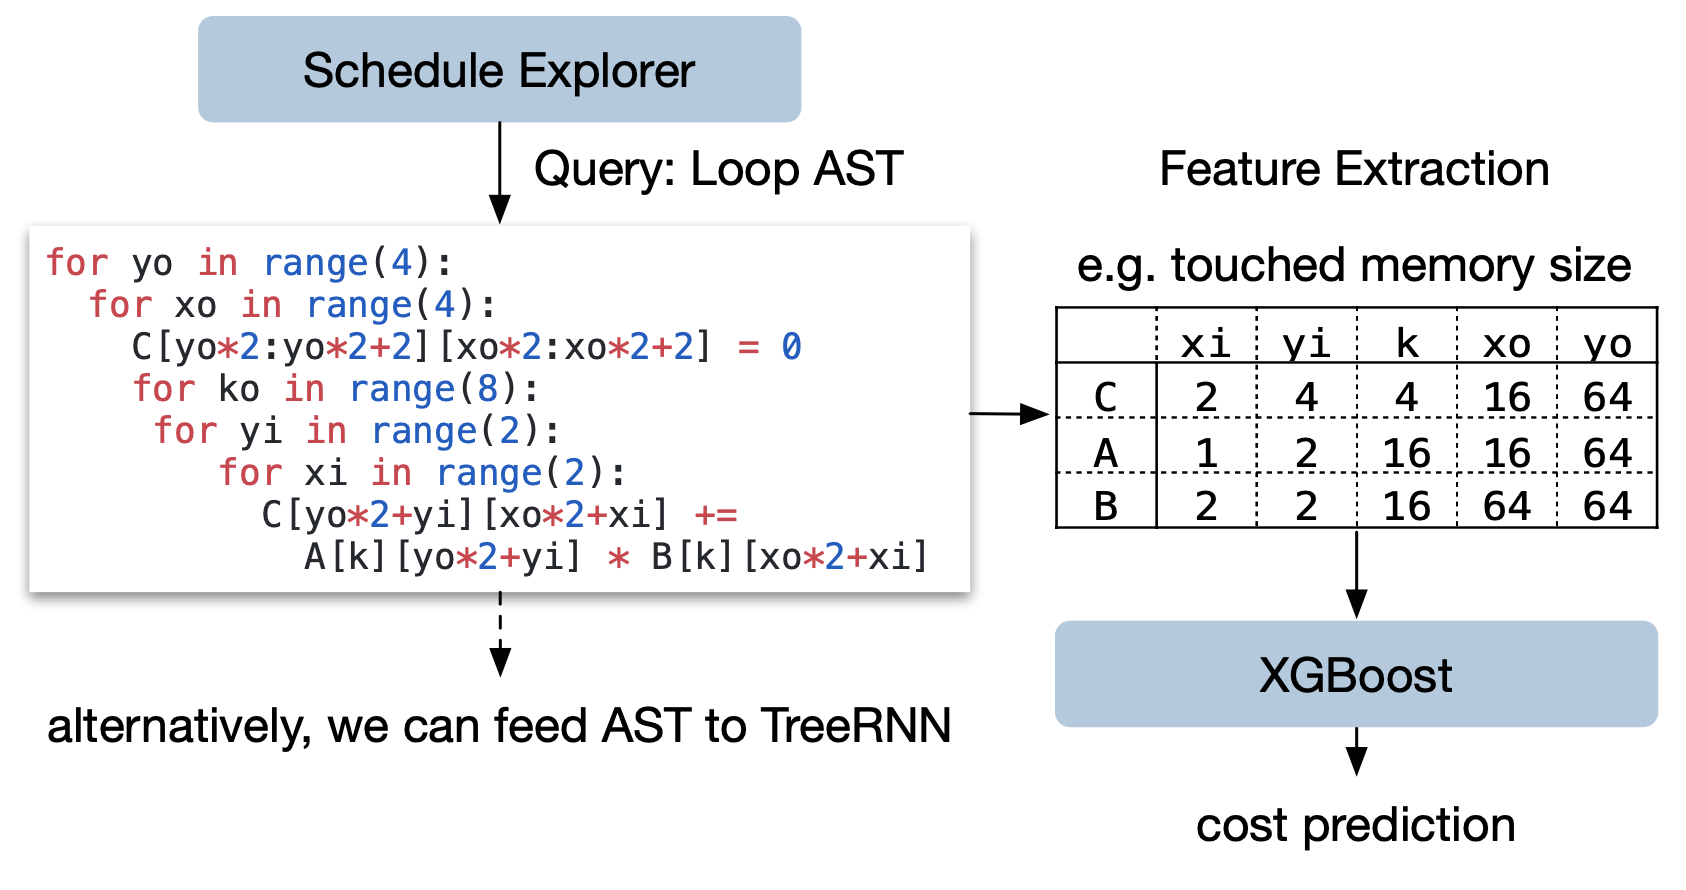 Schedule Explorer
Query: Loop AST
for yo in range(4):
for xo in range(4):
C[yo*2:yo*2+2][xo*2:xo*2+2] = 0
for ko in range(8):
for yi in range(2):
for xi in range(2):
C[yo*2+yi][xo*2+xi] +=
A[k][yo*2+yi] * B[k][xo*2+xi]
alternatively, we can feed AST to TreeRNN
Feature Extraction
e.g. touched memory size
xi yi k xo yo
C 2 4 4 16 64
A 1 2 16 16 64
B 2 2 16 64 64
XGBoost
cost prediction